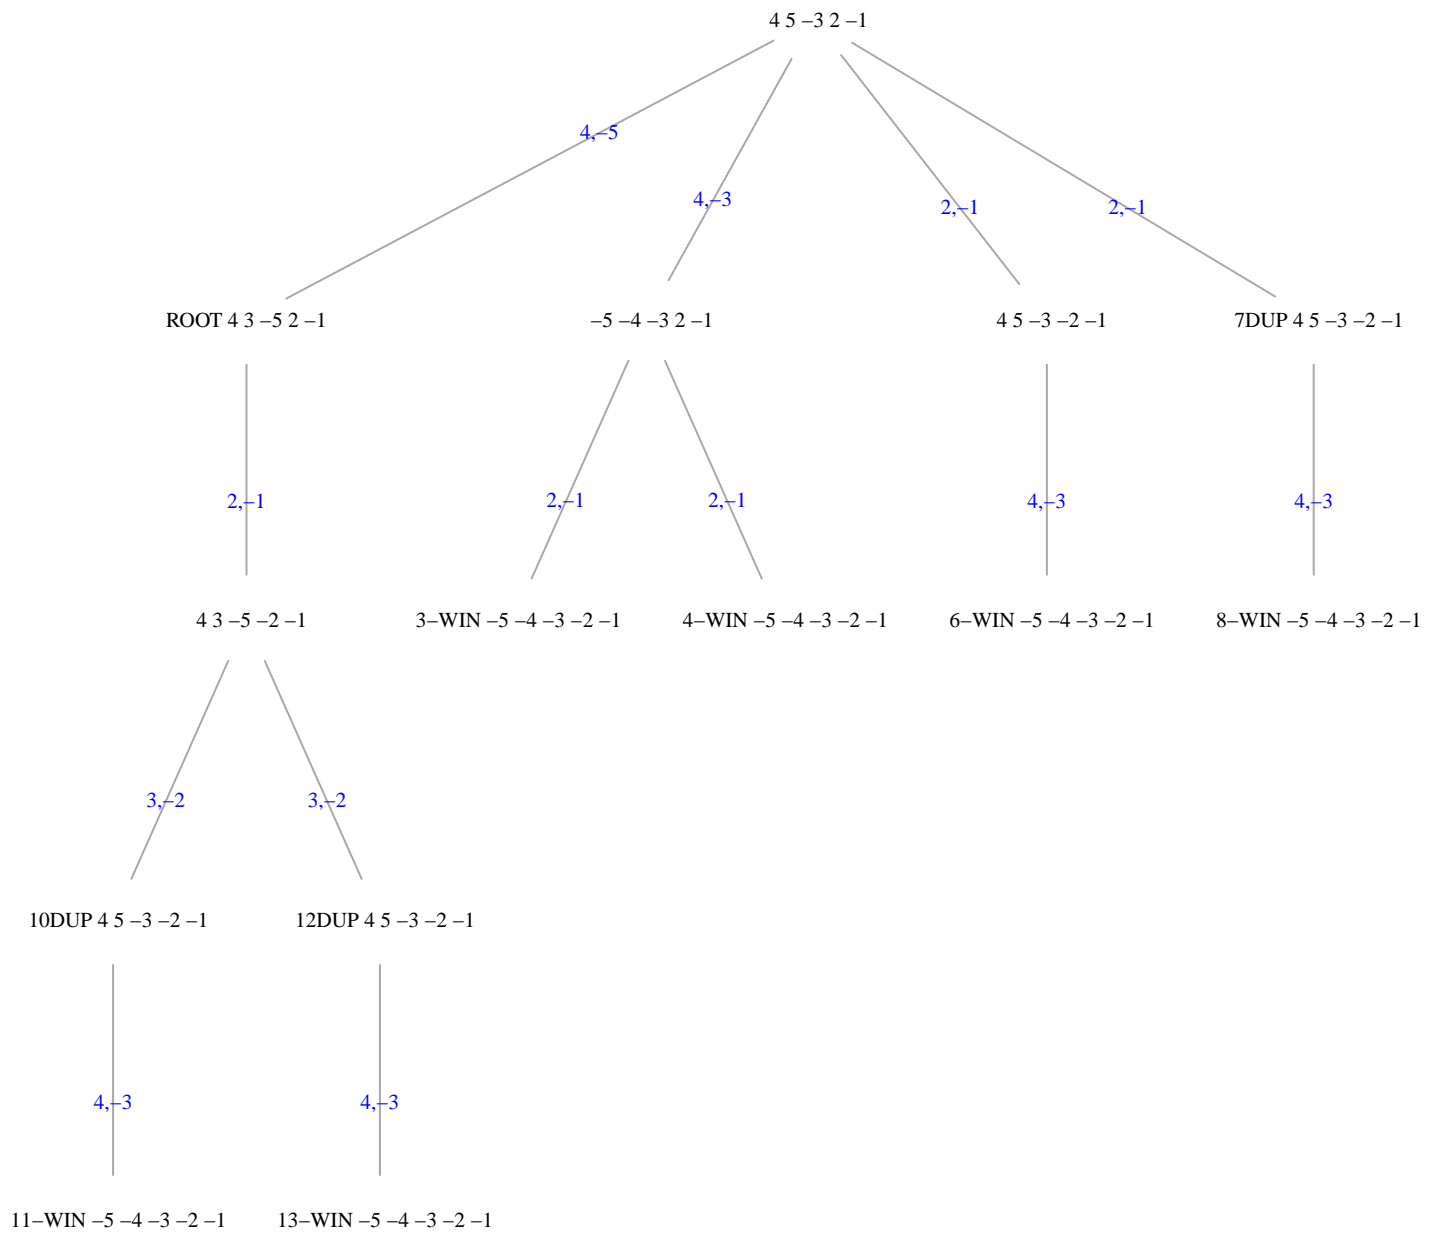 4 5 −3 2 −1
4,−5
4,−3
2,−1
2,−1
ROOT 4 3 −5 2 −1
−5 −4 −3 2 −1
4 5 −3 −2 −1
7DUP 4 5 −3 −2 −1
2,−1
2,−1
2,−1
4,−3
4,−3
4 3 −5 −2 −1
3−WIN −5 −4 −3 −2 −1
4−WIN −5 −4 −3 −2 −1
6−WIN −5 −4 −3 −2 −1
8−WIN −5 −4 −3 −2 −1
3,−2
3,−2
10DUP 4 5 −3 −2 −1
12DUP 4 5 −3 −2 −1
4,−3
4,−3
11−WIN −5 −4 −3 −2 −1
13−WIN −5 −4 −3 −2 −1